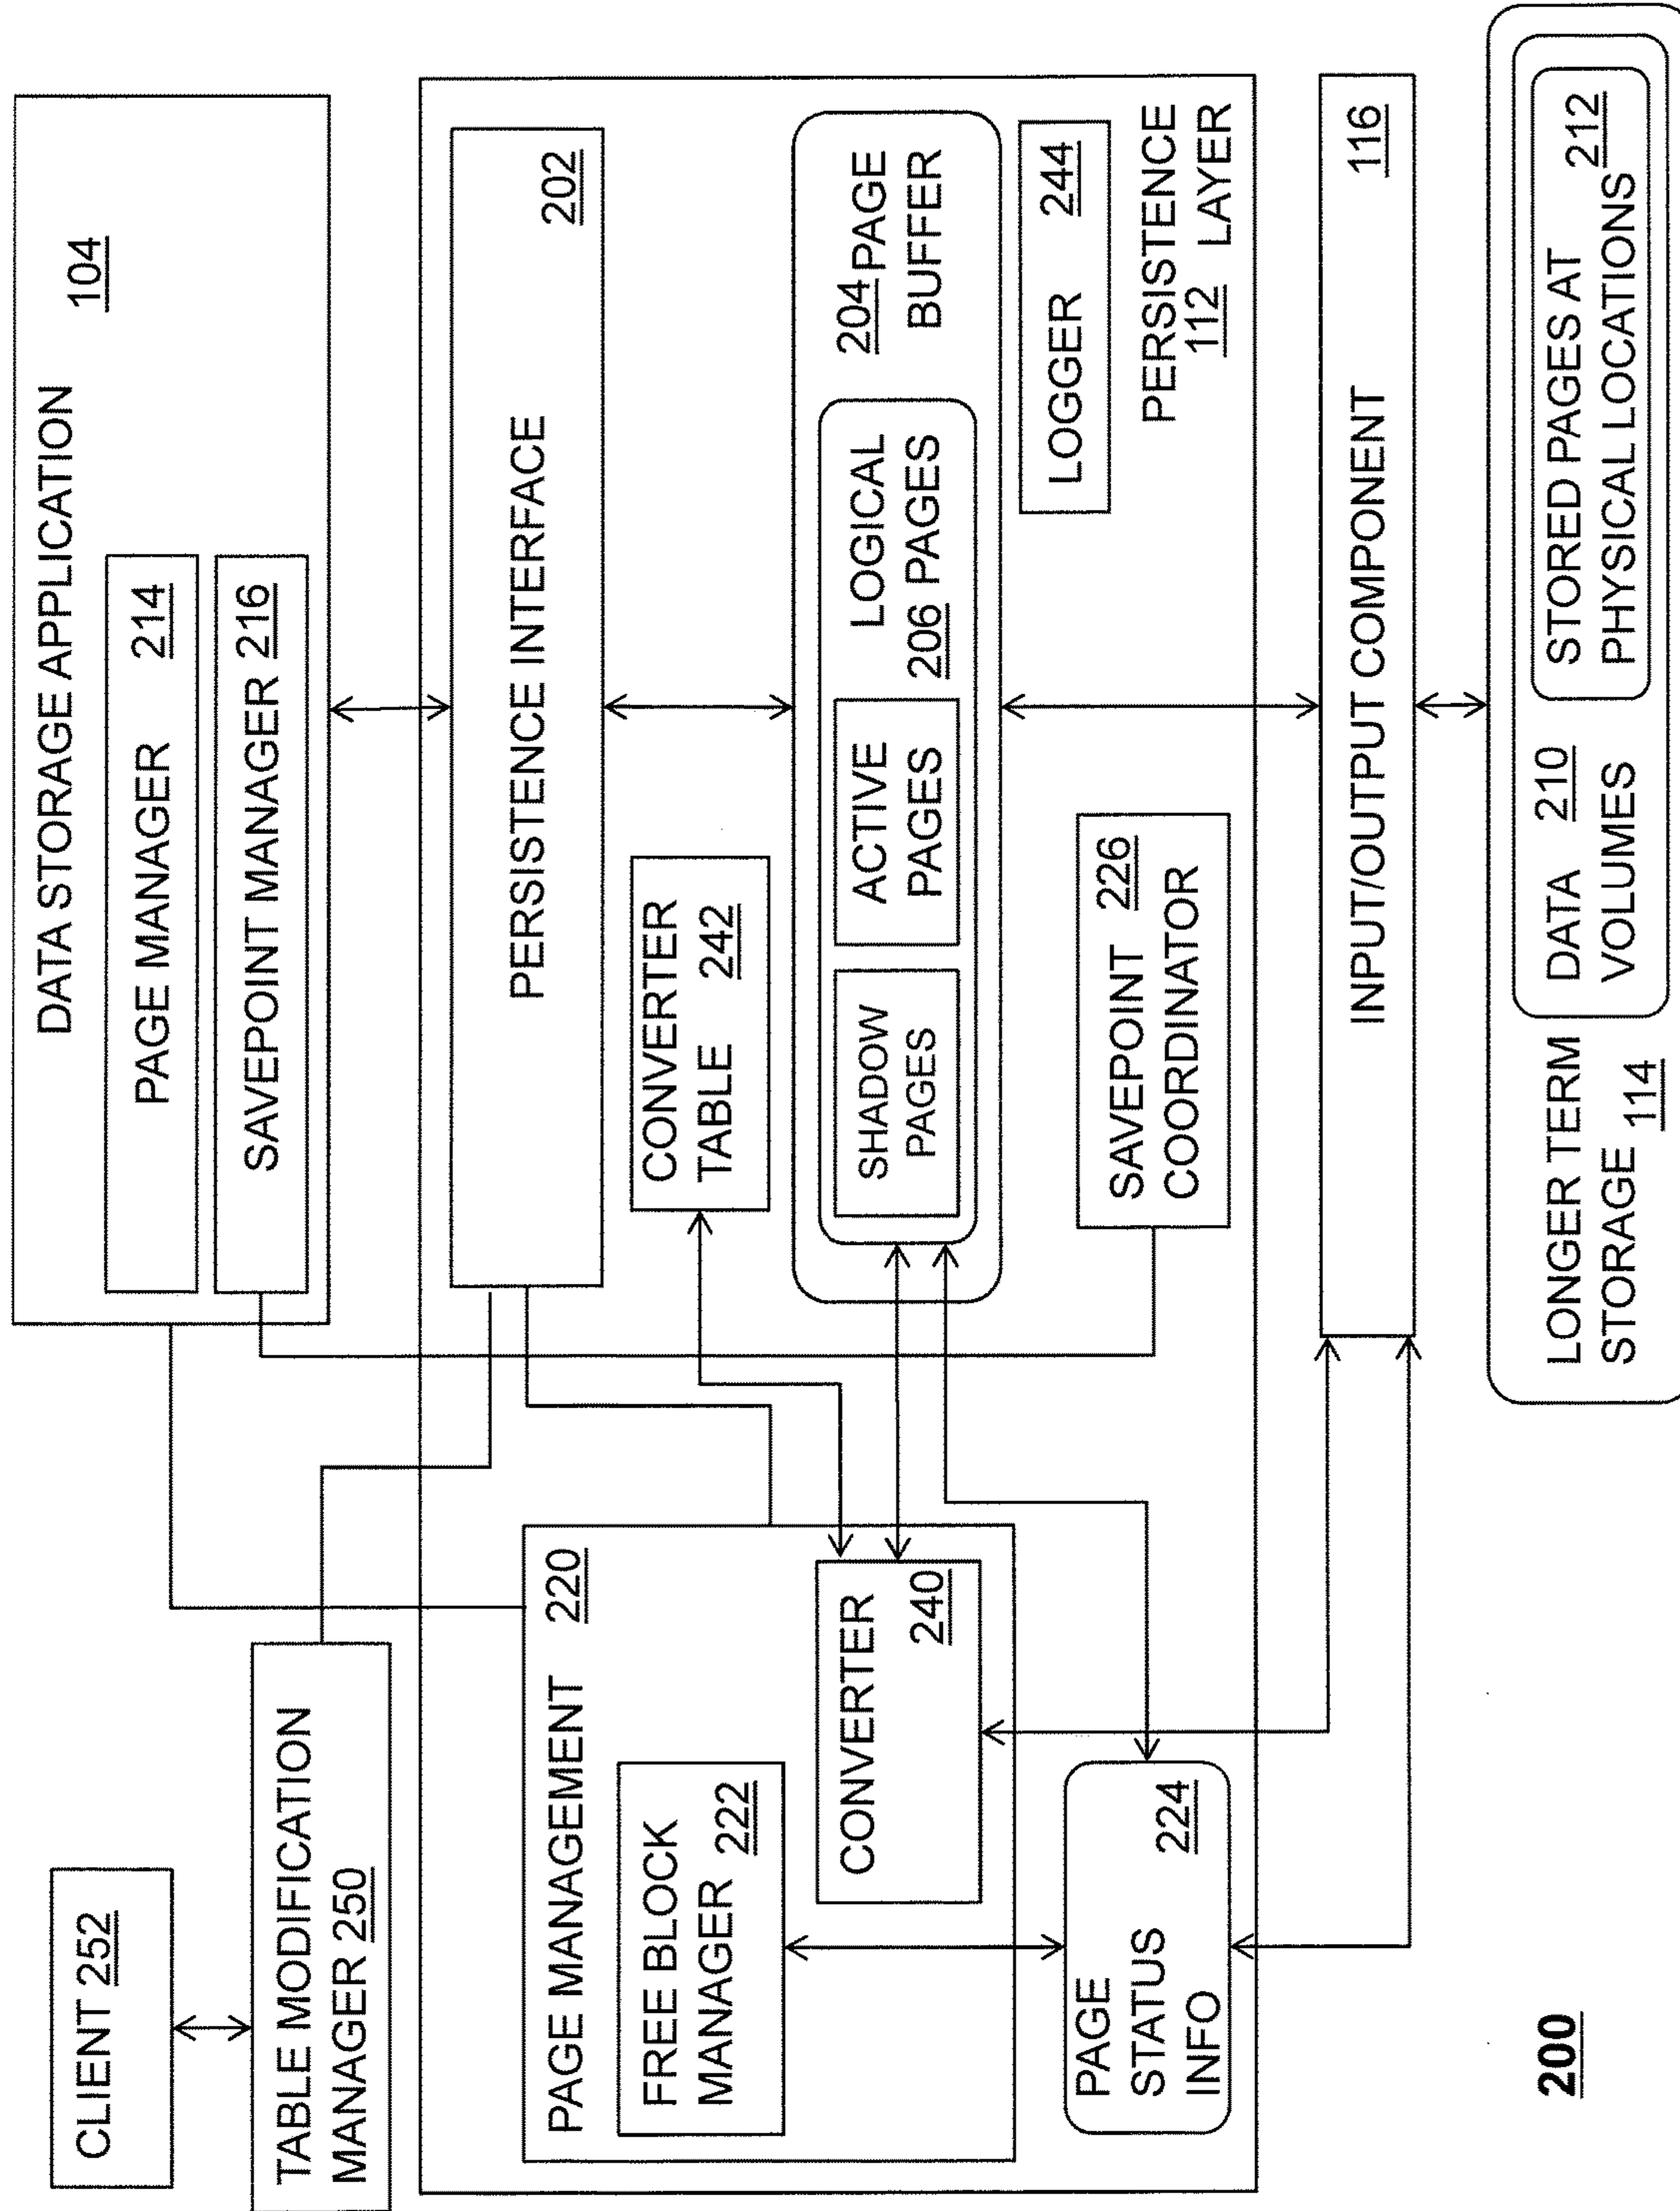 CLIENT 252
TABLE MODIFICATION
MANAGER 250
DATA STORAGE APPLICATION
104
PAGE MANAGER 214
SAVEPOINT MANAGER 216
PERSISTENCE INTERFACE
202
PAGE MANAGEMENT 220
FREE BLOCK
MANAGER 222
CONVERTER
240
CONVERTER
TABLE 242
SHADOW
PAGES
ACTIVE
PAGES
LOGICAL
206 PAGES
204 PAGE
BUFFER
PAGE
STATUS
INFO
224
SAVEPOINT 226
COORDINATOR
LOGGER 244
PERSISTENCE
112 LAYER
INPUT/OUTPUT COMPONENT
116
LONGER TERM
STORAGE 114
DATA 210
VOLUMES
STORED PAGES AT
PHYSICAL LOCATIONS
212
200